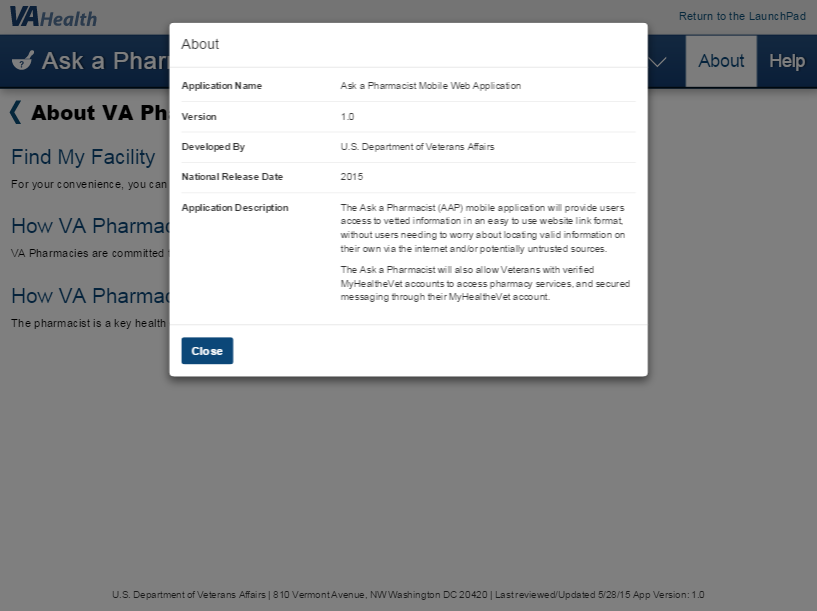 VA Health
Return to the LaunchPad
Ask a Phar
About
Help
About VA Ph
Find My Facility
For your convenience, you can
How VA Pharmac
VA Pharmacies are committed
How VA Pharmac
The pharmacist is a key health
About
Application Name Ask a Pharmacist Mobile Web Application
Version 1.0
Developed By U.S. Department of Veterans Affairs
National Release Date 2015
Application Description The Ask a Pharmacist (AAP) mobile application will provide users
access to vetted information in an easy to use website link format,
without users needing to worry about locating valid information on
their own via the internet and/or potentially untrusted sources.
The Ask a Pharmacist will also allow Veterans with verified
MyHealtheVet accounts to access pharmacy services, and secured
messaging through their MyHealtheVet account.
Close
U.S. Department of Veterans Affairs | 810 Vermont Avenue, NW Washington DC 20420 | Last reviewed/Updated 5/28/15 App Version: 1.0